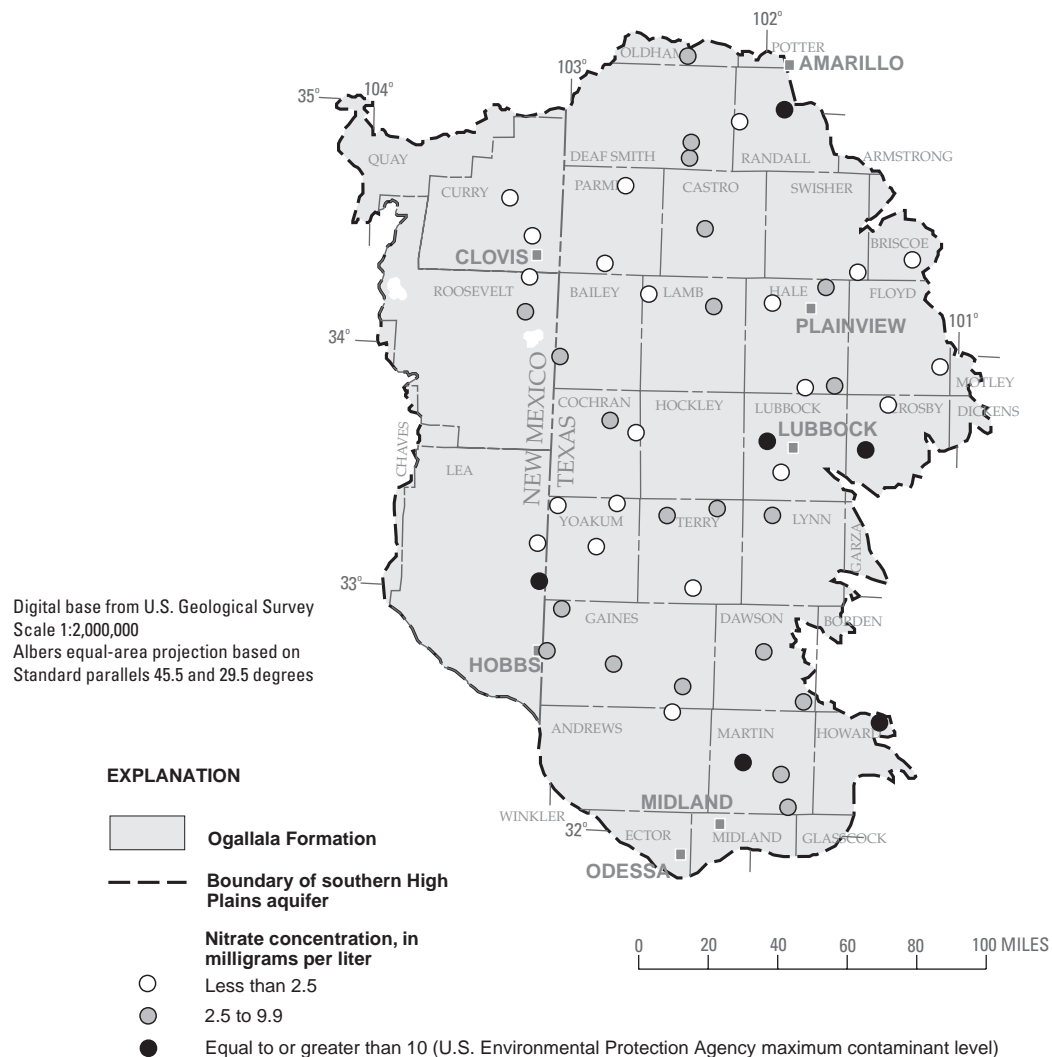 102°
OLDHAM
POTTER
AMARILLO
103°
104°
35°
QUAY
DEAF SMITH
RANDALL
ARMSTRONG
CURRY
CASTRO
SWISHER
BRISCOE
CLOVIS
ROOSEVELT
BAILEY
LAMB
HALE
FLOYD
PLAINVIEW
34°
101°
MOTLEY
COCHRAN
HOCKLEY
LUBBOCK
CROSBY
DICKENS
LUBBOCK
CHAVES
NEW MEXICO
TEXAS
LEA
YOAKUM
TERRY
LYNN
GARZA
33°
Digital base from U.S. Geological Survey
Scale 1:2,000,000
Albers equal-area projection based on
Standard parallels 45.5 and 29.5 degrees
GAINES
DAWSON
BORDEN
HOBBS
ANDREWS
MARTIN
HOWARD
MIDLAND
WINKLER
32°
ECTOR
MIDLAND
GLASSCOCK
ODESSA
EXPLANATION
Ogallala Formation
Boundary of southern High
Plains aquifer
Nitrate concentration, in
milligrams per liter
Less than 2.5
2.5 to 9.9
Equal to or greater than 10 (U.S. Environmental Protection Agency maximum contaminant level)
0 20 40 60 80 100 MILES